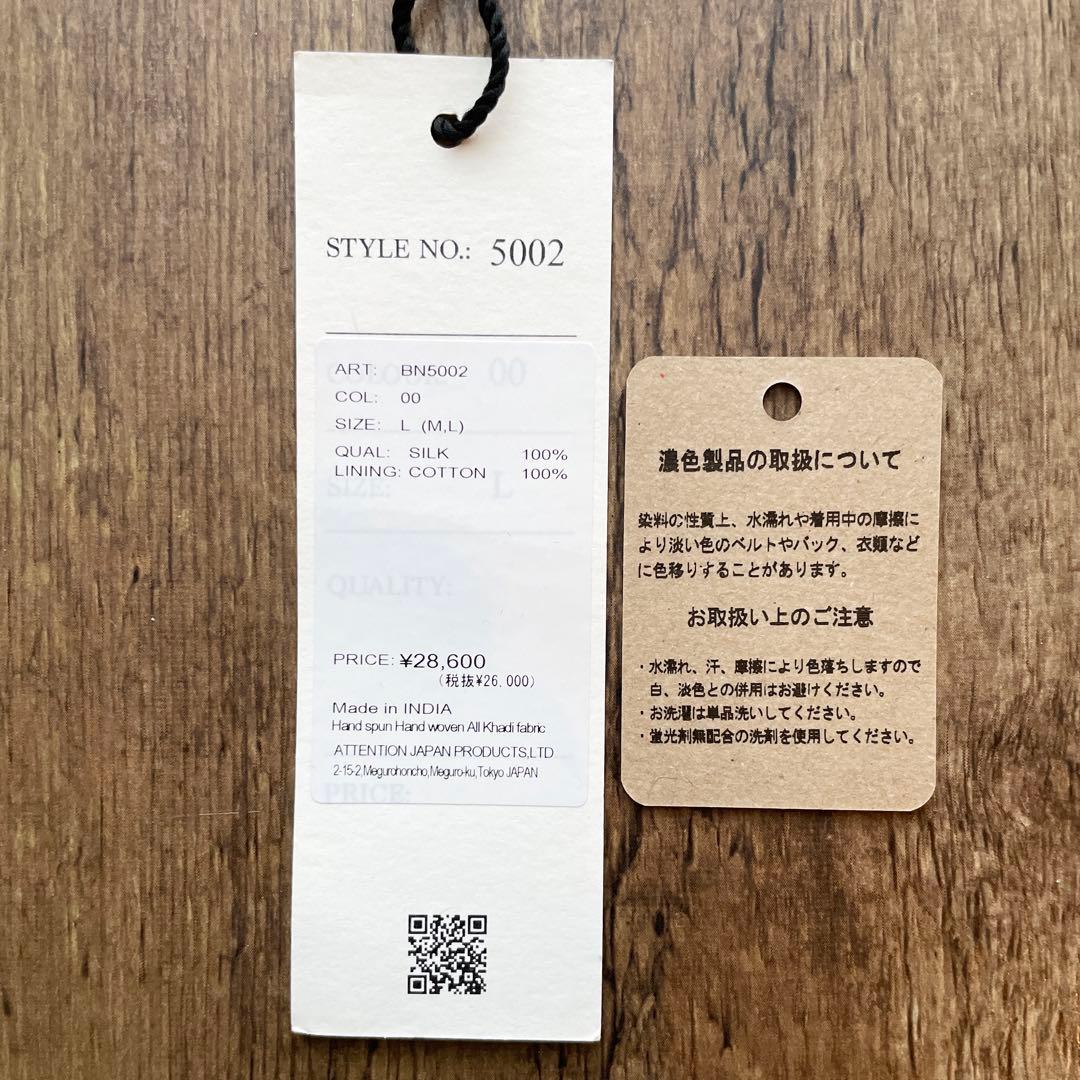 STYLE NO.: 5002
ART: BN5002
COL: 00
SIZE: L (M,L)
QUAL: SILK 100%
LINING: COTTON 100%
00
SIZE: L
QUALITY:
PRICE: ¥28,600
(税抜¥26,000)
Made in INDIA
Hand spun Hand woven All Khadi fabric
ATTENTION JAPAN PRODUCTS,LTD
2-15-2,Megurohoncho,Meguro-ku,Tokyo JAPAN
PRICE:
濃色製品の取扱について
染料の性質上、水濡れや着用中の摩擦に
より淡い色のベルトやバック、衣類など
に色移りすることがあります。
お取扱い上のご注意
・水濡れ、汗、摩擦により色落ちしますので
白、淡色との併用はお避けください。
・お洗濯は単品洗いしてください。
・蛍光剤無配合の洗剤を使用してください。